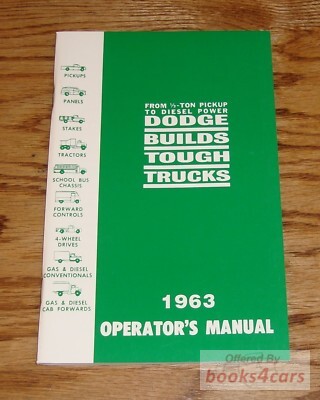 PICKUPS
PANELS
STAKES
TRACTORS
SCHOOL BUS
CHASSIS
FORWARD
CONTROLS
4-WHEEL
DRIVES
GAS & DIESEL
CONVENTIONALS
GAS & DIESEL
CAB FORWARDS
FROM ½-TON PICKUP
TO DIESEL POWER
DODGE
BUILDS
TOUGH
TRUCKS
1963
OPERATOR'S MANUAL
Offered By
books4cars